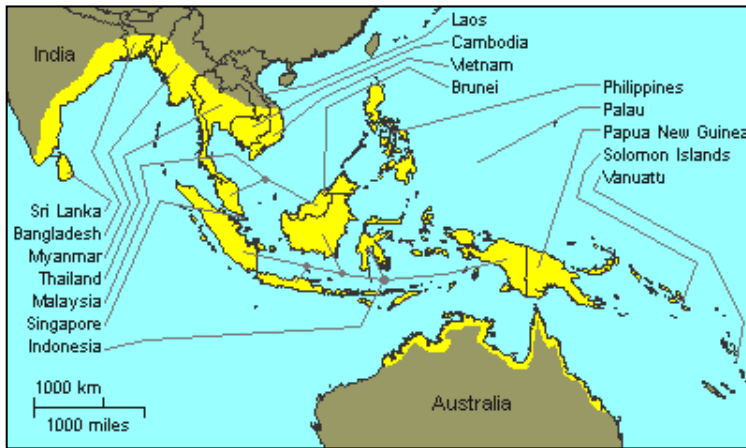 India
Laos
Cambodia
Vietnam
Brunei
Philippines
Palau
Papua New Guinea
Solomon Islands
Vanuatu
Sri Lanka
Bangladesh
Myanmar
Thailand
Malaysia
Singapore
Indonesia
1000 km
1000 miles
Australia